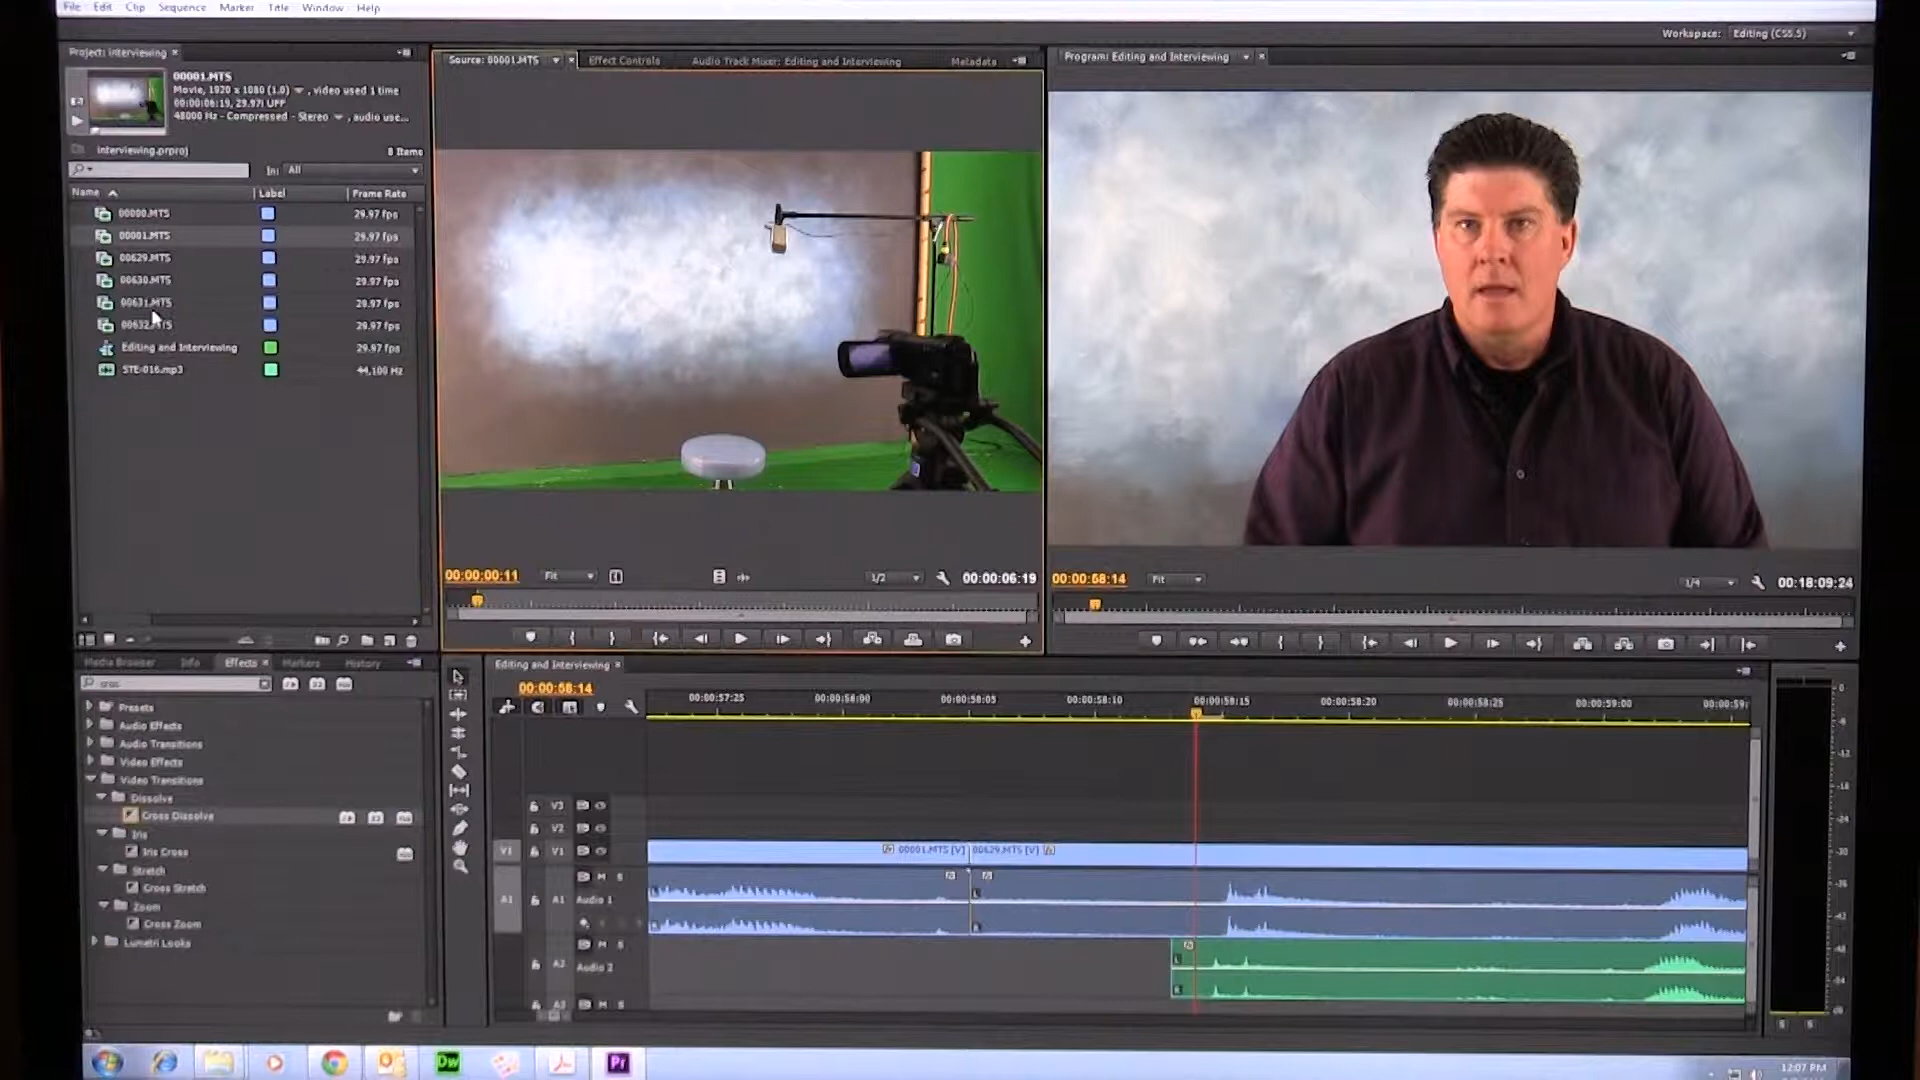 File Edit Clip Sequence Marker Title Window Help
Workspace: Editing (CS5.5)
Project: interviewing
00001.MTS
Movie, 1920 x 1080 (1.0) , video used 1 time
00:00:06:19, 29.97i UFF
48000 Hz - Compressed - Stereo , audio use...
interviewing.prproj 8 Items
In: All
Name Label Frame Rate
00000.MTS 29.97 fps
00001.MTS 29.97 fps
00629.MTS 29.97 fps
00630.MTS 29.97 fps
00631.MTS 29.97 fps
00632.MTS 29.97 fps
Editing and Interviewing 29.97 fps
STE-016.mp3 44,100 Hz
Source: 00001.MTS Effect Controls Audio Track Mixer: Editing and Interviewing Metadata
00:00:00:11 Fit 1/2 00:00:06:19
Program: Editing and Interviewing
00:00:58:14 Fit 1/4 00:18:09:24
Media Browser Info Effects Markers History
cros
Presets
Audio Effects
Audio Transitions
Video Effects
Video Transitions
Dissolve
Cross Dissolve
Iris
Iris Cross
Stretch
Cross Stretch
Zoom
Cross Zoom
Lumetri Looks
Editing and Interviewing
00:00:58:14
00:00:57:25 00:00:58:00 00:00:58:05 00:00:58:10 00:00:58:15 00:00:58:20 00:00:58:25 00:00:59:00 00:00:59:
V3
V2
V1 V1 00001.MTS [V] 00629.MTS [V]
M S
A1 A1 Audio 1
M S
A2 Audio 2
A3 M S
0
-12
-36
-42
-48
S S
Dw Pr
12:07 PM